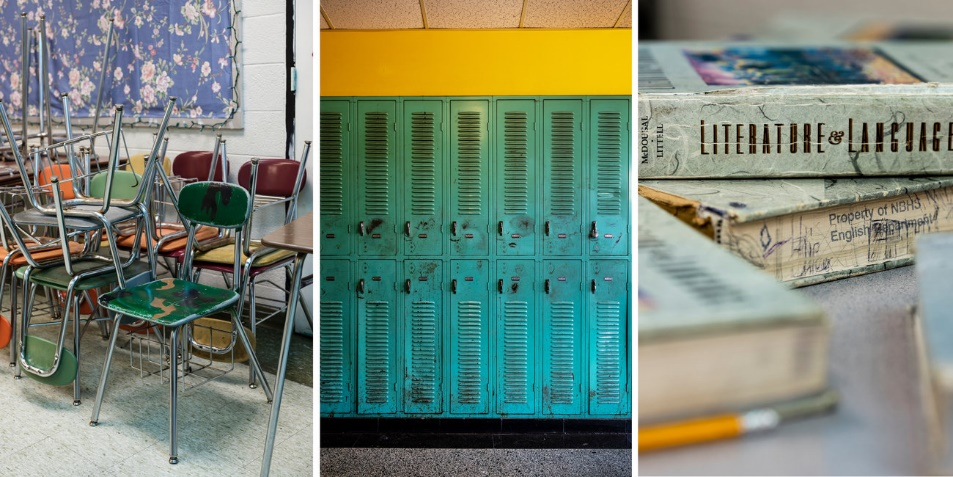 McDOUGAL
LITTELL
LITERATURE & LANGUAGE
Property of NBHS
English Department